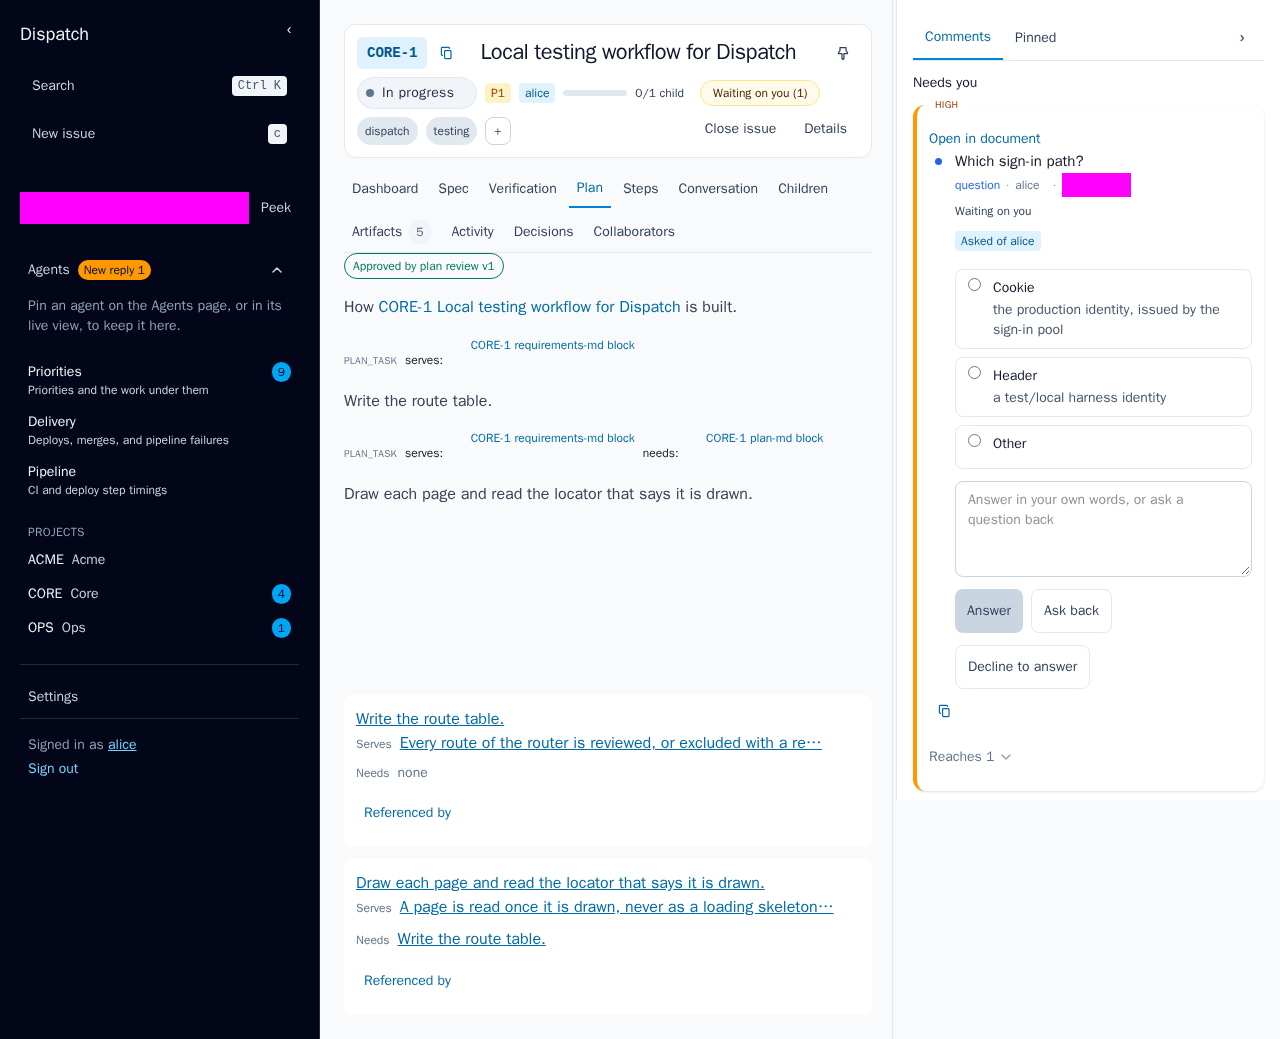 Dispatch
Search
Ctrl K
New issue
C
Peek
Agents
New reply 1
Pin an agent on the Agents page, or in its
live view, to keep it here.
Priorities
9
Priorities and the work under them
Delivery
Deploys, merges, and pipeline failures
Pipeline
CI and deploy step timings
PROJECTS
ACME Acme
CORE Core
4
OPS Ops
1
Settings
Signed in as alice
Sign out
CORE-1
Local testing workflow for Dispatch
In progress
P1
alice
0/1 child
Waiting on you (1)
dispatch
testing
+
Close issue
Details
Dashboard
Spec
Verification
Plan
Steps
Conversation
Children
Artifacts 5
Activity
Decisions
Collaborators
Approved by plan review v1
How CORE-1 Local testing workflow for Dispatch is built.
PLAN_TASK serves: CORE-1 requirements-md block
Write the route table.
PLAN_TASK serves: CORE-1 requirements-md block needs: CORE-1 plan-md block
Draw each page and read the locator that says it is drawn.
Write the route table.
Serves Every route of the router is reviewed, or excluded with a re…
Needs none
Referenced by
Draw each page and read the locator that says it is drawn.
Serves A page is read once it is drawn, never as a loading skeleton…
Needs Write the route table.
Referenced by
Comments
Pinned
Needs you
HIGH
Open in document
Which sign-in path?
question · alice ·
Waiting on you
Asked of alice
Cookie
the production identity, issued by the
sign-in pool
Header
a test/local harness identity
Other
Answer in your own words, or ask a
question back
Answer
Ask back
Decline to answer
Reaches 1